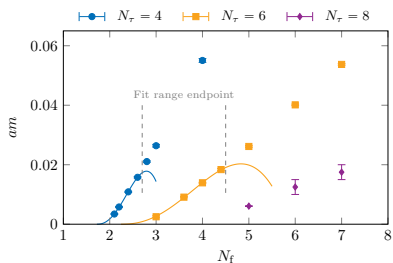 N_τ = 4 N_τ = 6 N_τ = 8
0.06
Fit range endpoint
0.04
am
0.02
0
1 2 3 4 5 6 7 8
N_f